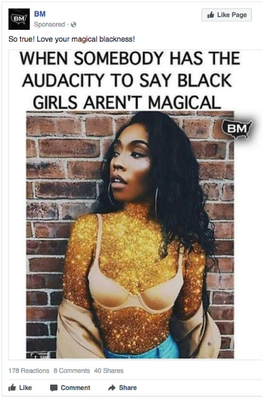 BM
Sponsored ·
Like Page
So true! Love your magical blackness!
WHEN SOMEBODY HAS THE
AUDACITY TO SAY BLACK
GIRLS AREN'T MAGICAL
BM
178 Reactions 8 Comments 40 Shares
Like Comment Share